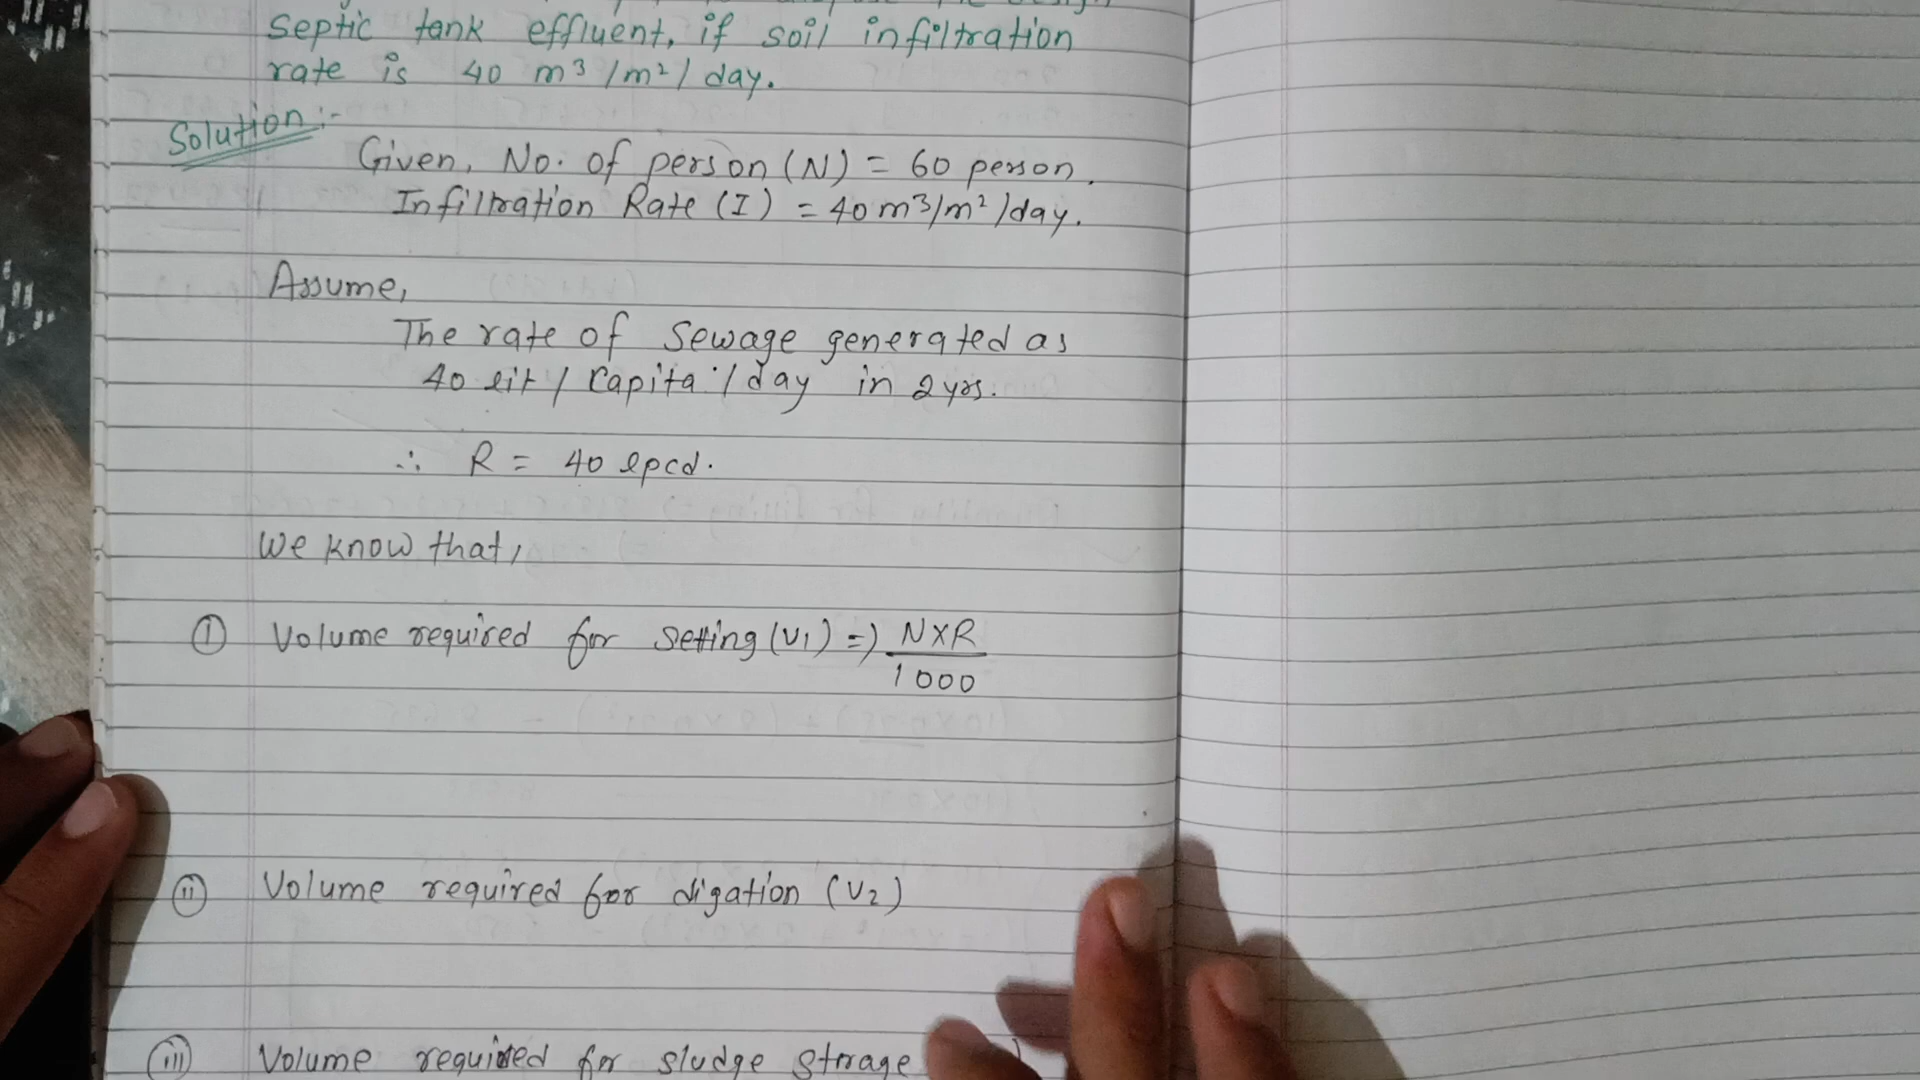 septic tank effluent, if soil infiltration
rate is 40 m³/m²/day.
Solution:-
Given, No. of person (N) = 60 person.
Infiltration Rate (I) = 40 m³/m²/day.
Assume,
The rate of sewage generated as
40 lit / capita / day in 2 yrs.
∴ R = 40 lpcd.
We know that,
(i) Volume required for setting (V₁) => N×R
1000
(ii) Volume required for digation (V₂)
(iii) Volume required for sludge storage